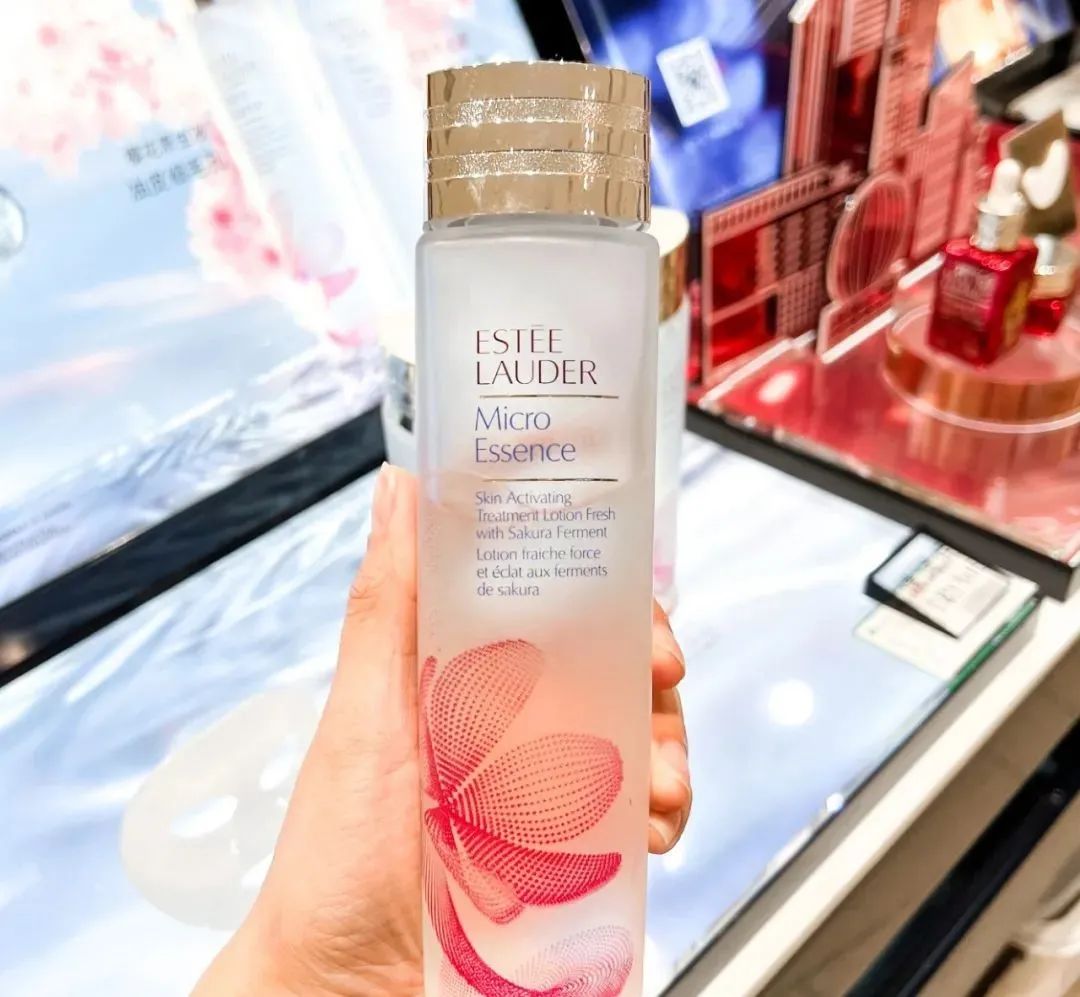 ESTĒE
LAUDER
Micro
Essence
Skin Activating
Treatment Lotion Fresh
with Sakura Ferment
Lotion fraiche force
et éclat aux ferments
de sakura